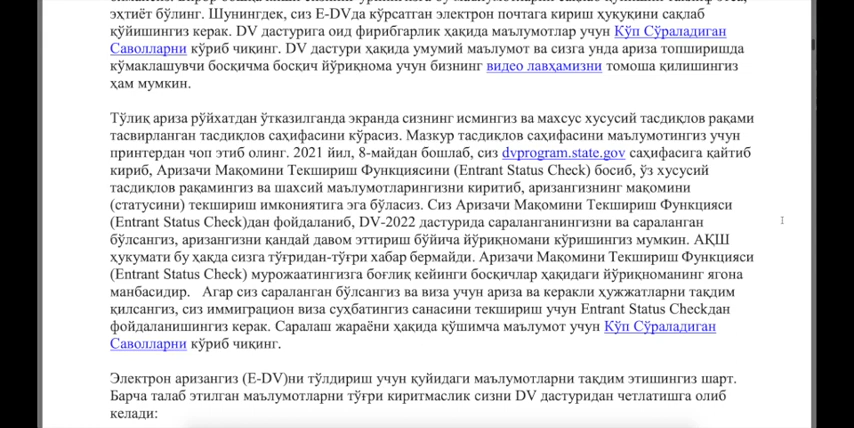 эҳтиёт бўлинг. Шунингдек, сиз E-DVда кўрсатган электрон почтага кириш ҳуқуқини сақлаб
қўйишингиз керак. DV дастурига оид фирибгарлик ҳақида маълумотлар учун Кўп Сўраладиган
Саволларни кўриб чиқинг. DV дастури ҳақида умумий маълумот ва сизга унда ариза топширишда
кўмаклашувчи босқичма босқич йўриқнома учун бизнинг видео лавҳамизни томоша қилишингиз
ҳам мумкин.
Тўлиқ ариза рўйхатдан ўтказилганда экранда сизнинг исмингиз ва махсус хусусий тасдиқлов рақами
тасвирланган тасдиқлов саҳифасини кўрасиз. Мазкур тасдиқлов саҳифасини маълумотингиз учун
принтердан чоп этиб олинг. 2021 йил, 8-майдан бошлаб, сиз dvprogram.state.gov саҳифасига қайтиб
кириб, Аризачи Мақомини Текшириш Функциясини (Entrant Status Check) босиб, ўз хусусий
тасдиқлов рақамингиз ва шахсий маълумотларингизни киритиб, аризангизнинг мақомини
(статусини) текшириш имкониятига эга бўласиз. Сиз Аризачи Мақомини Текшириш Функцияси
(Entrant Status Check)дан фойдаланиб, DV-2022 дастурида сараланганингизни ва сараланган
бўлсангиз, аризангизни қандай давом эттириш бўйича йўриқномани кўришингиз мумкин. АҚШ
ҳукумати бу ҳақда сизга тўғридан-тўғри хабар бермайди. Аризачи Мақомини Текшириш Функцияси
(Entrant Status Check) мурожаатингизга боғлиқ кейинги босқичлар ҳақидаги йўриқноманинг ягона
манбасидир. Агар сиз сараланган бўлсангиз ва виза учун ариза ва керакли ҳужжатларни тақдим
қилсангиз, сиз иммиграцион виза суҳбатингиз санасини текшириш учун Entrant Status Checkдан
фойдаланишингиз керак. Саралаш жараёни ҳақида қўшимча маълумот учун Кўп Сўраладиган
Саволларни кўриб чиқинг.
Электрон аризангиз (E-DV)ни тўлдириш учун қуйидаги маълумотларни тақдим этишингиз шарт.
Барча талаб этилган маълумотларни тўғри киритмаслик сизни DV дастуридан четлатишга олиб
келади: